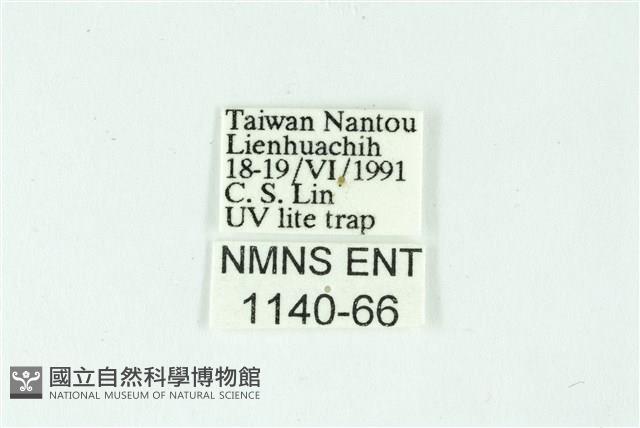 Taiwan Nantou
Lienhuachih
18-19/VI/1991
C. S. Lin
UV lite trap
NMNS ENT
1140-66
國立自然科學博物館
NATIONAL MUSEUM OF NATURAL SCIENCE